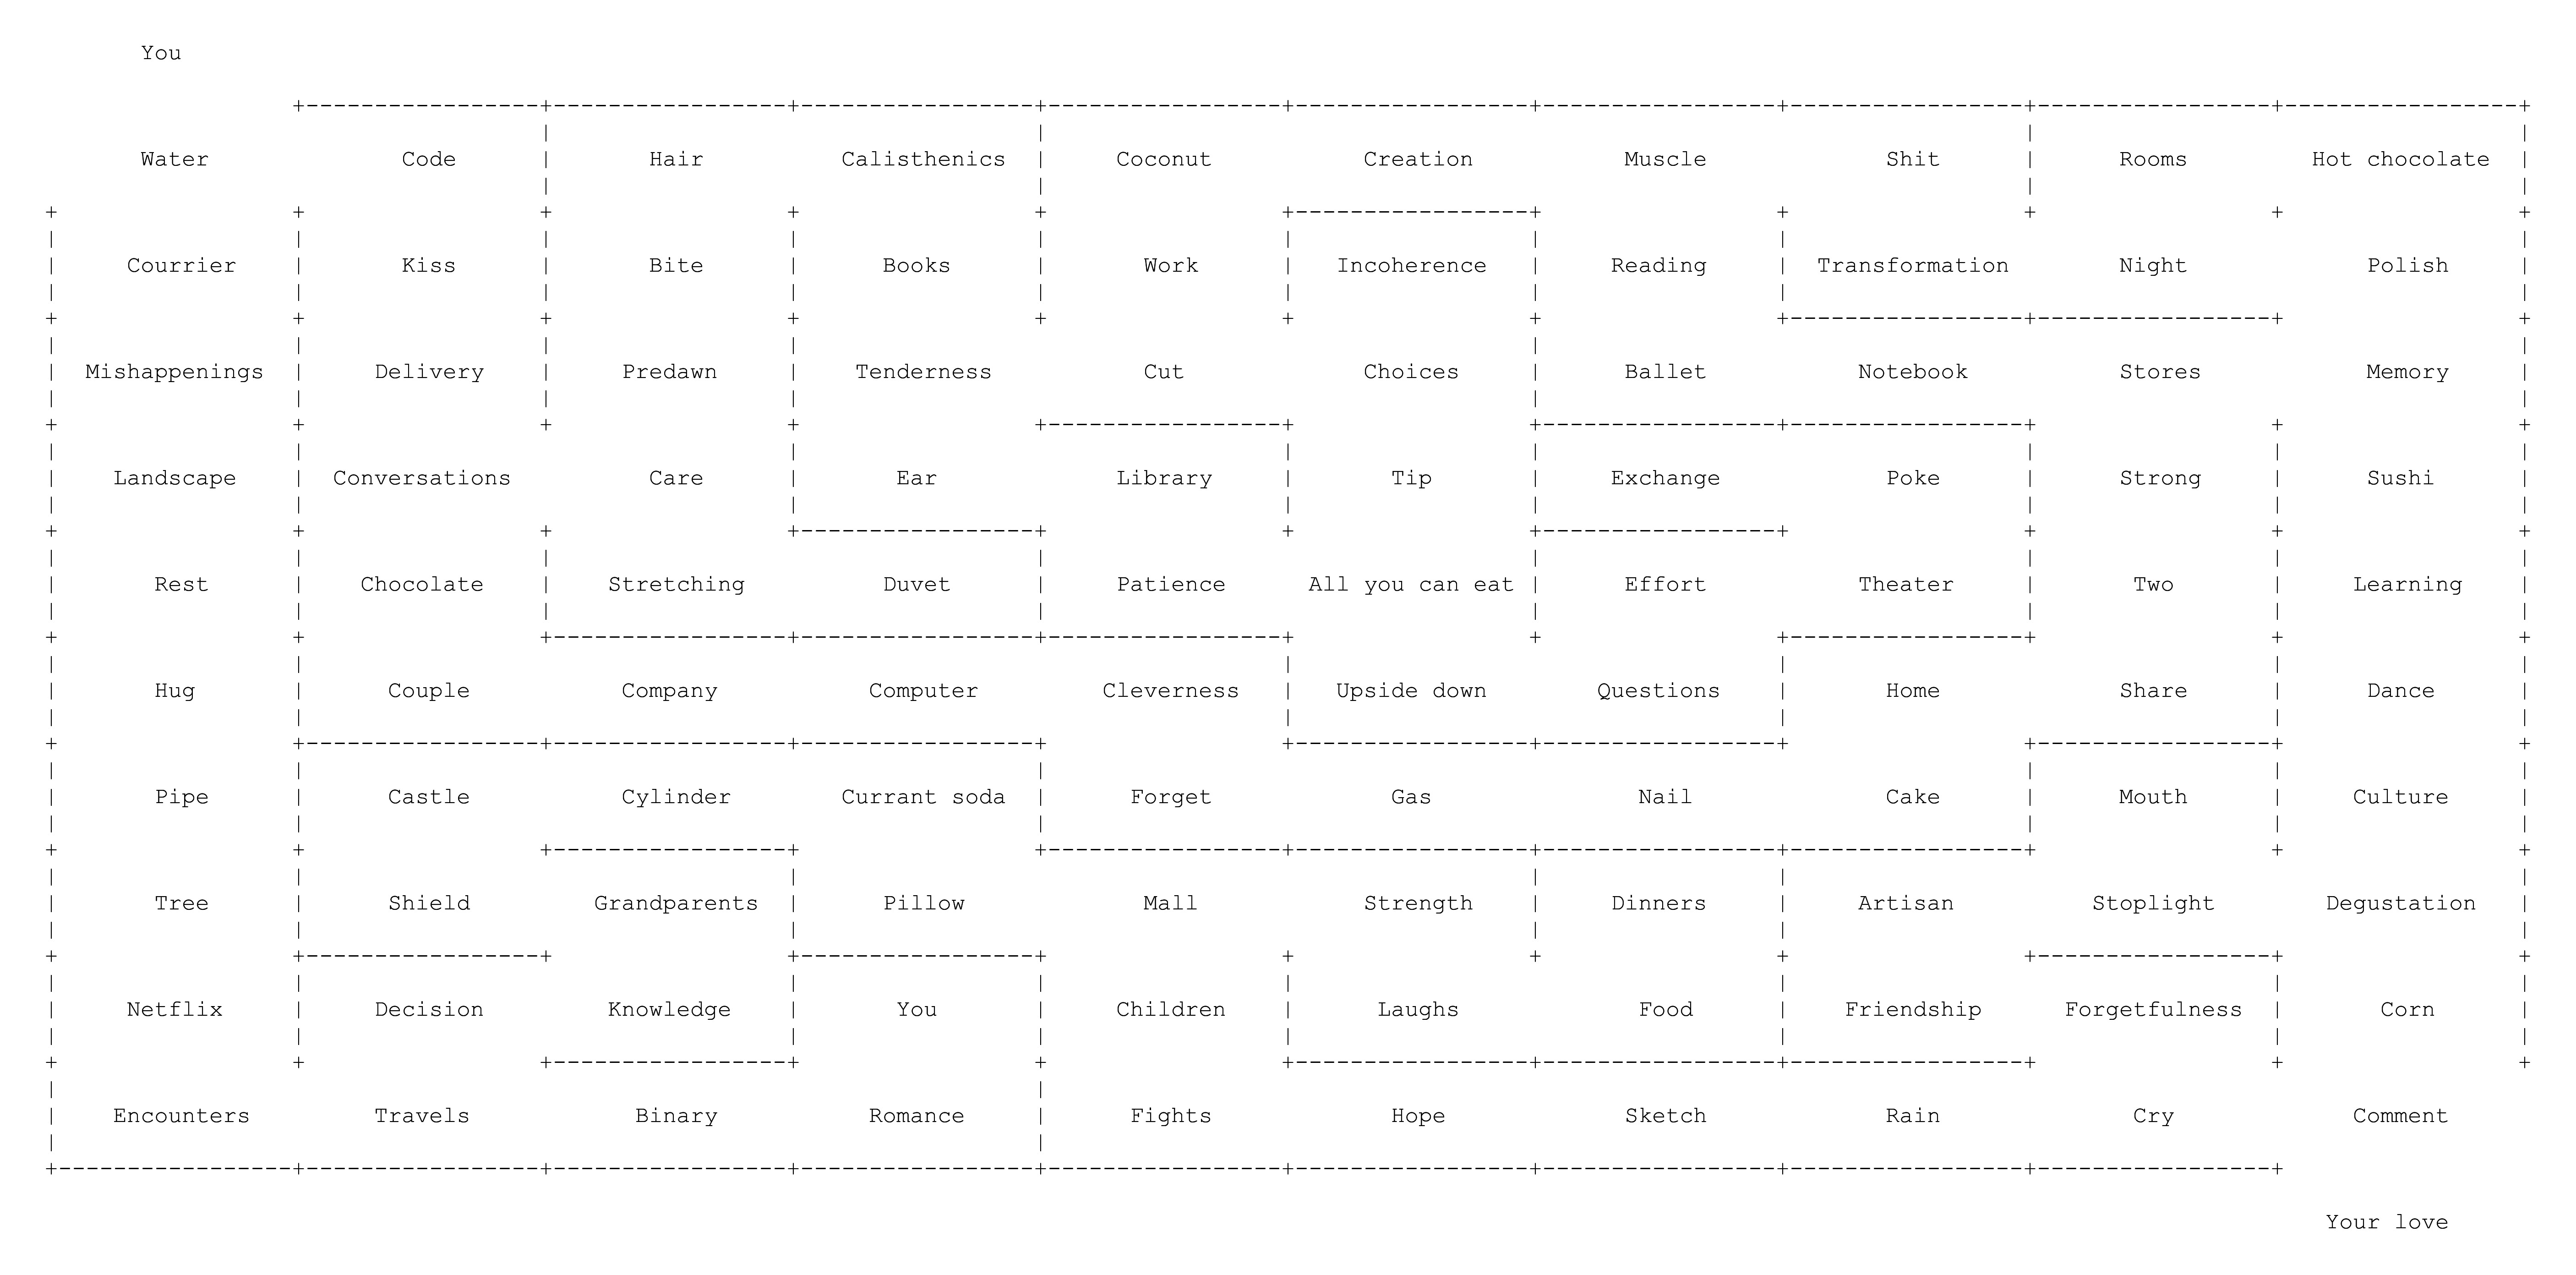 You
Water Code Hair Calisthenics Coconut Creation Muscle Shit Rooms Hot chocolate
Courrier Kiss Bite Books Work Incoherence Reading Transformation Night Polish
Mishappenings Delivery Predawn Tenderness Cut Choices Ballet Notebook Stores Memory
Landscape Conversations Care Ear Library Tip Exchange Poke Strong Sushi
Rest Chocolate Stretching Duvet Patience All you can eat Effort Theater Two Learning
Hug Couple Company Computer Cleverness Upside down Questions Home Share Dance
Pipe Castle Cylinder Currant soda Forget Gas Nail Cake Mouth Culture
Tree Shield Grandparents Pillow Mall Strength Dinners Artisan Stoplight Degustation
Netflix Decision Knowledge You Children Laughs Food Friendship Forgetfulness Corn
Encounters Travels Binary Romance Fights Hope Sketch Rain Cry Comment
Your love